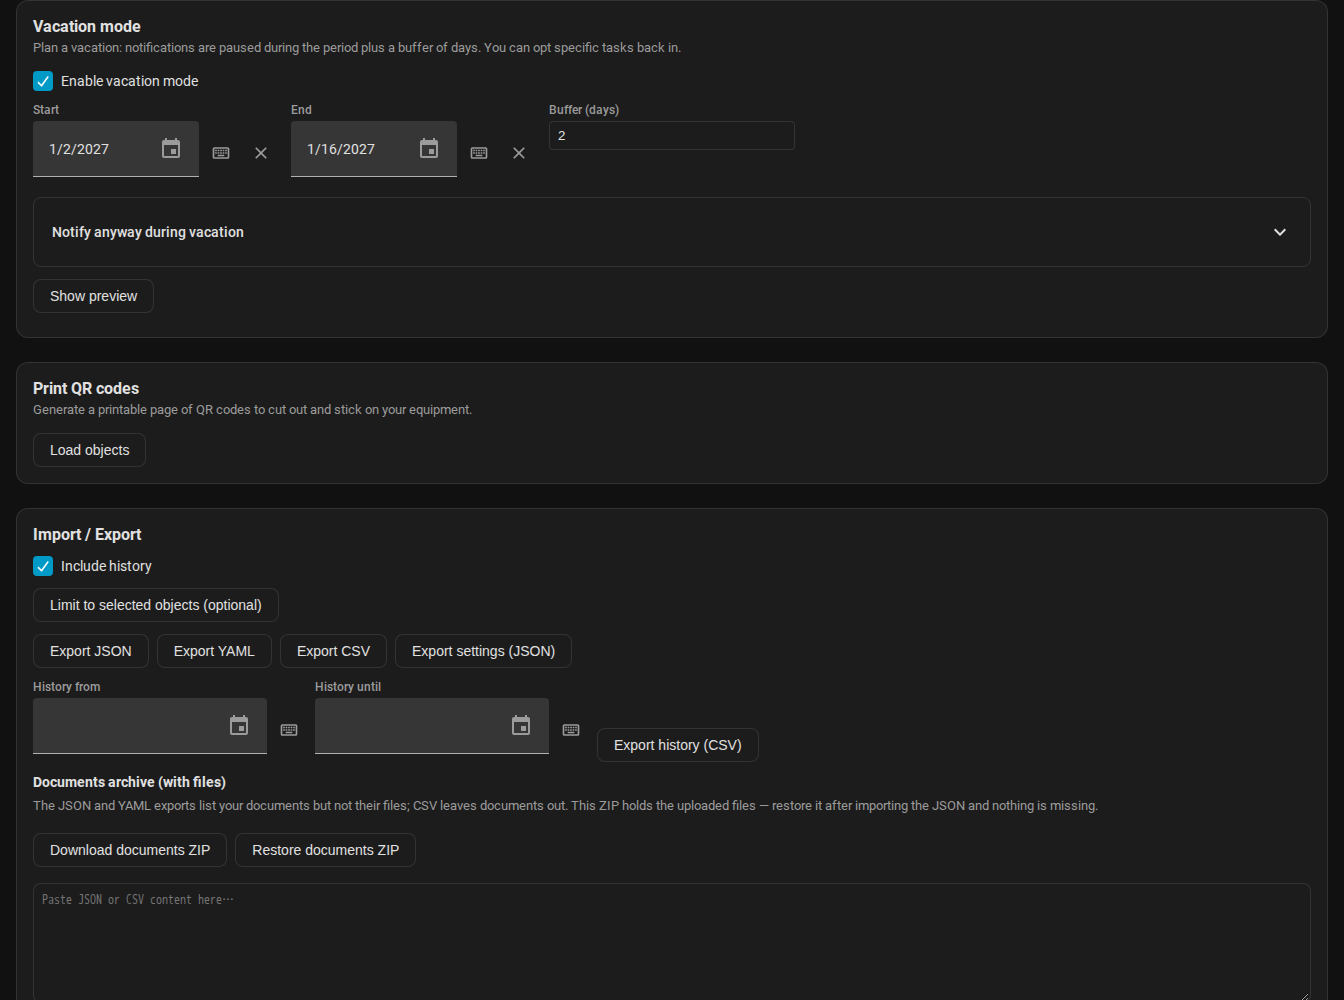 Vacation mode
Plan a vacation: notifications are paused during the period plus a buffer of days. You can opt specific tasks back in.
Enable vacation mode
Start End Buffer (days)
1/2/2027 1/16/2027 2
Notify anyway during vacation
Show preview
Print QR codes
Generate a printable page of QR codes to cut out and stick on your equipment.
Load objects
Import / Export
Include history
Limit to selected objects (optional)
Export JSON Export YAML Export CSV Export settings (JSON)
History from History until
Export history (CSV)
Documents archive (with files)
The JSON and YAML exports list your documents but not their files; CSV leaves documents out. This ZIP holds the uploaded files — restore it after importing the JSON and nothing is missing.
Download documents ZIP Restore documents ZIP
Paste JSON or CSV content here…